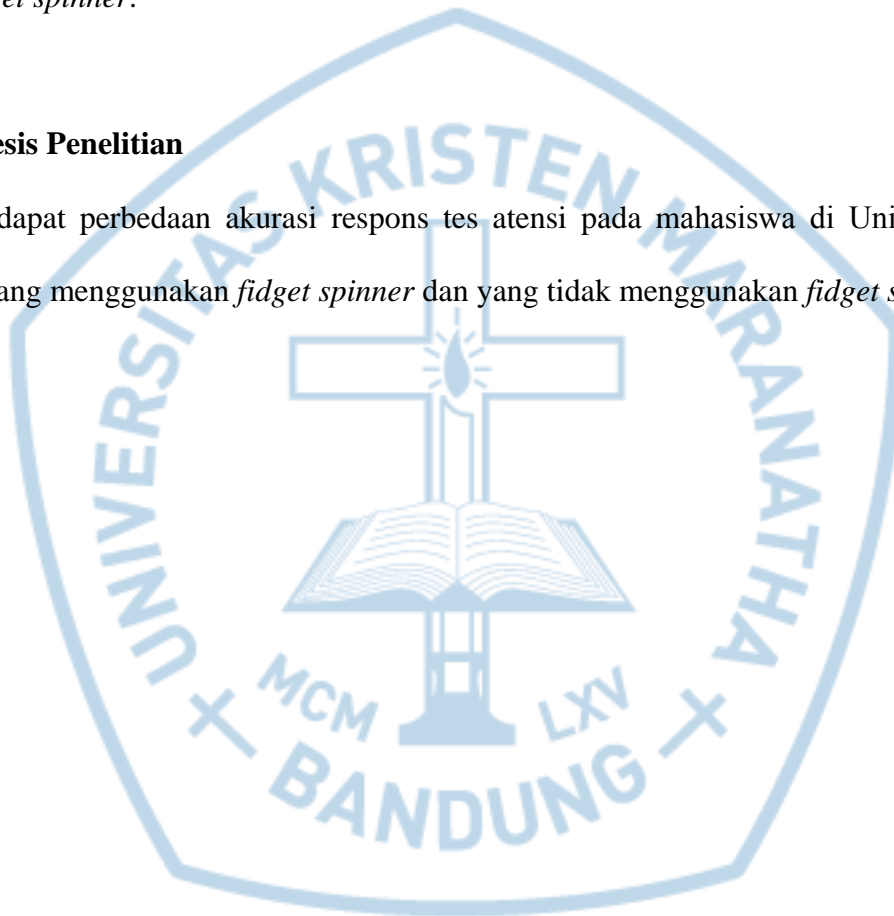 et spinner.
esis Penelitian
dapat perbedaan akurasi respons tes atensi pada mahasiswa di Uni
ang menggunakan fidget spinner dan yang tidak menggunakan fidget s
UNIVERSITAS KRISTEN MARANATHA
MCM LXV
BANDUNG